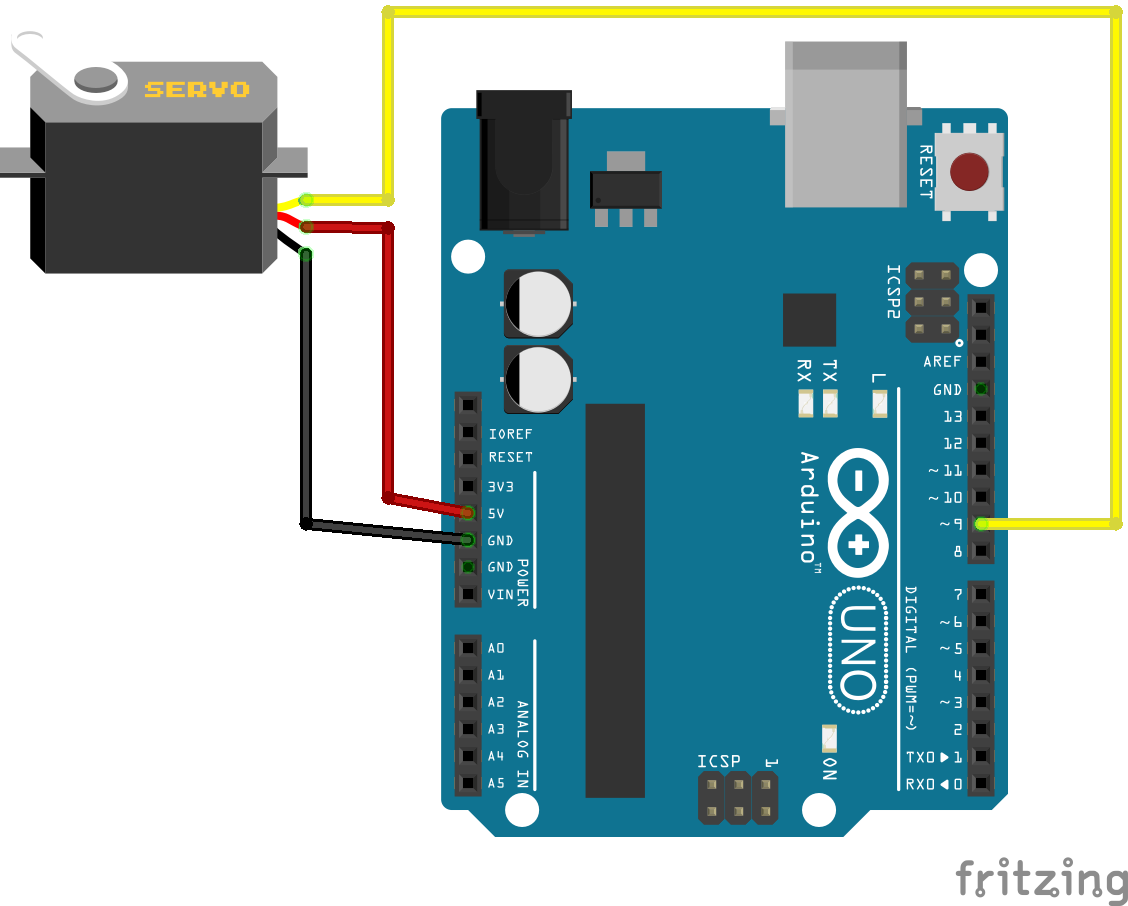 SERVO
RESET
ICSP2
AREF
GND
13
12
~11
~10
~9
8
7
~6
~5
4
~3
2
TX0▶1
RX0◀0
DIGITAL (PWM=~)
RX
TX
L
IOREF
RESET
3V3
5V
GND
GND
VIN
POWER
A0
A1
A2
A3
A4
A5
ANALOG IN
Arduino™
UNO
ON
ICSP
1
fritzing